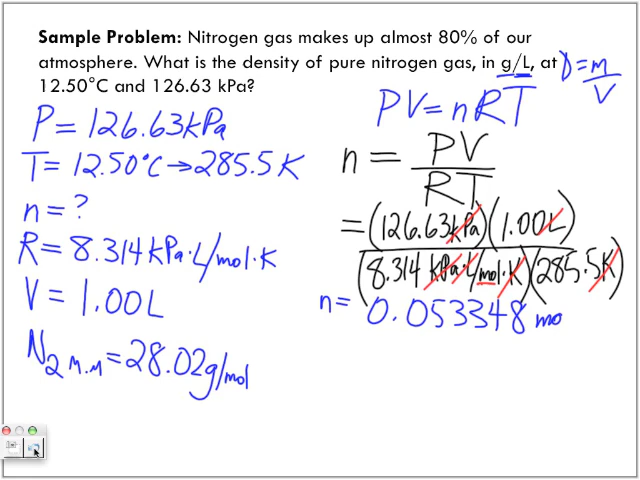 Sample Problem: Nitrogen gas makes up almost 80% of our
atmosphere. What is the density of pure nitrogen gas, in g/L, at
12.50°C and 126.63 kPa?
D = m/V
P = 126.63 kPa
T = 12.50°C → 285.5 K
n = ?
R = 8.314 kPa·L/mol·K
V = 1.00 L
N₂ M.M = 28.02 g/mol
PV = nRT
n = PV/RT
= (126.63 kPa)(1.00 L)
(8.314 kPa·L/mol·K)(285.5 K)
n = 0.053348 mo